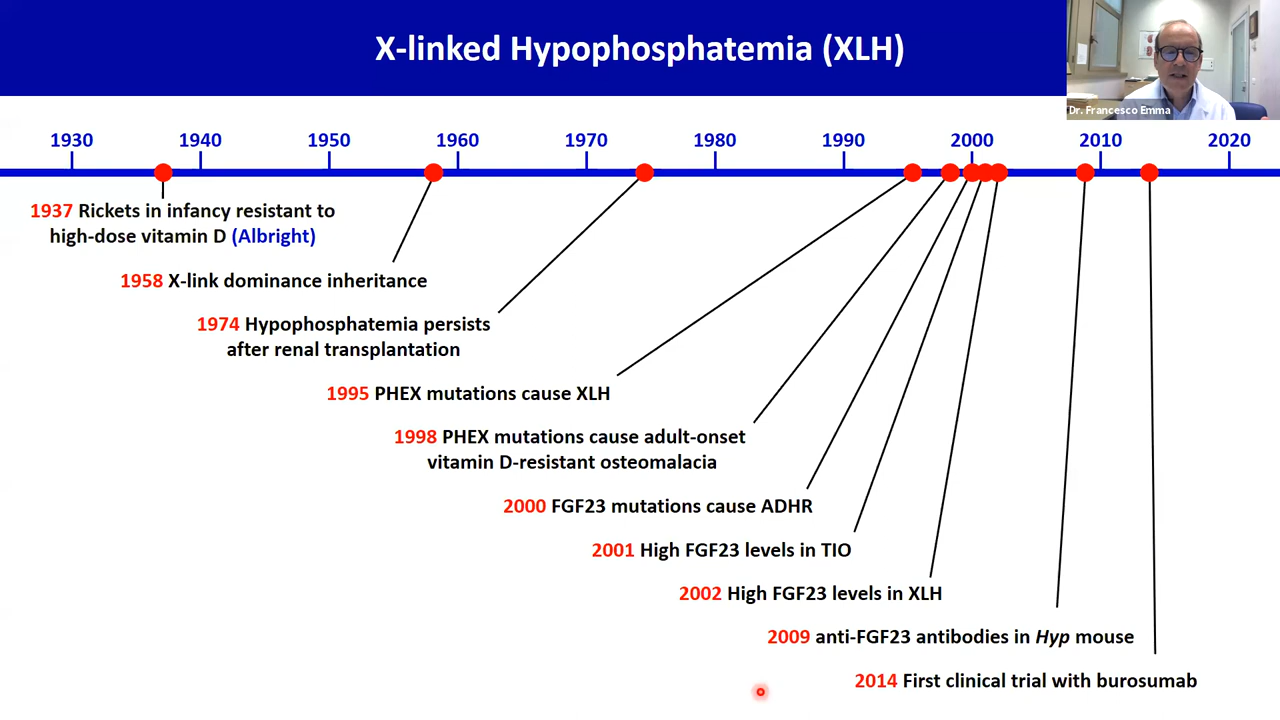 X-linked Hypophosphatemia (XLH)
Dr. Francesco Emma
1930 1940 1950 1960 1970 1980 1990 2000 2010 2020
1937 Rickets in infancy resistant to
high-dose vitamin D (Albright)
1958 X-link dominance inheritance
1974 Hypophosphatemia persists
after renal transplantation
1995 PHEX mutations cause XLH
1998 PHEX mutations cause adult-onset
vitamin D-resistant osteomalacia
2000 FGF23 mutations cause ADHR
2001 High FGF23 levels in TIO
2002 High FGF23 levels in XLH
2009 anti-FGF23 antibodies in Hyp mouse
2014 First clinical trial with burosumab